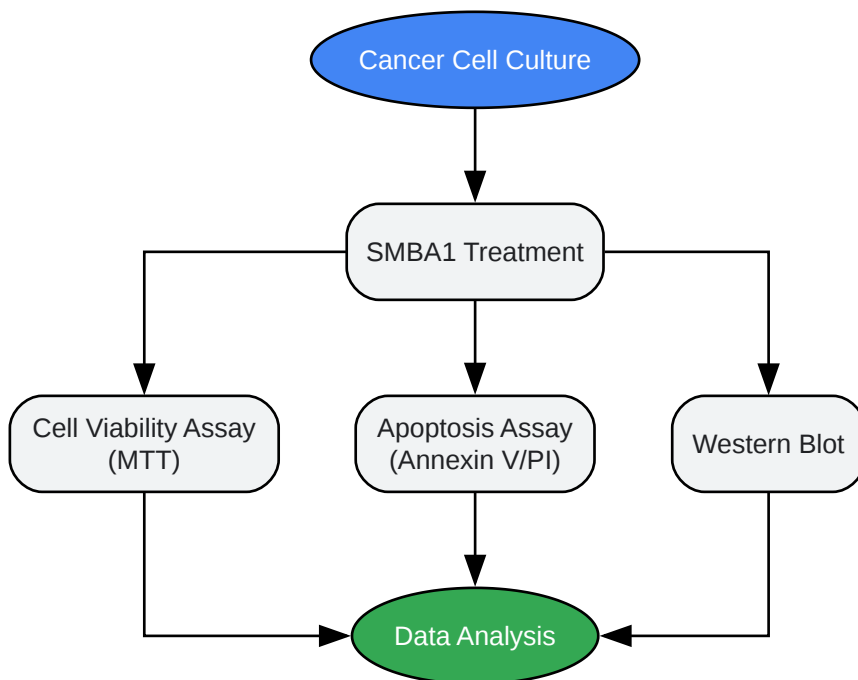 Cancer Cell Culture
SMBA1 Treatment
Cell Viability Assay
(MTT)
Apoptosis Assay
(Annexin V/PI)
Western Blot
Data Analysis